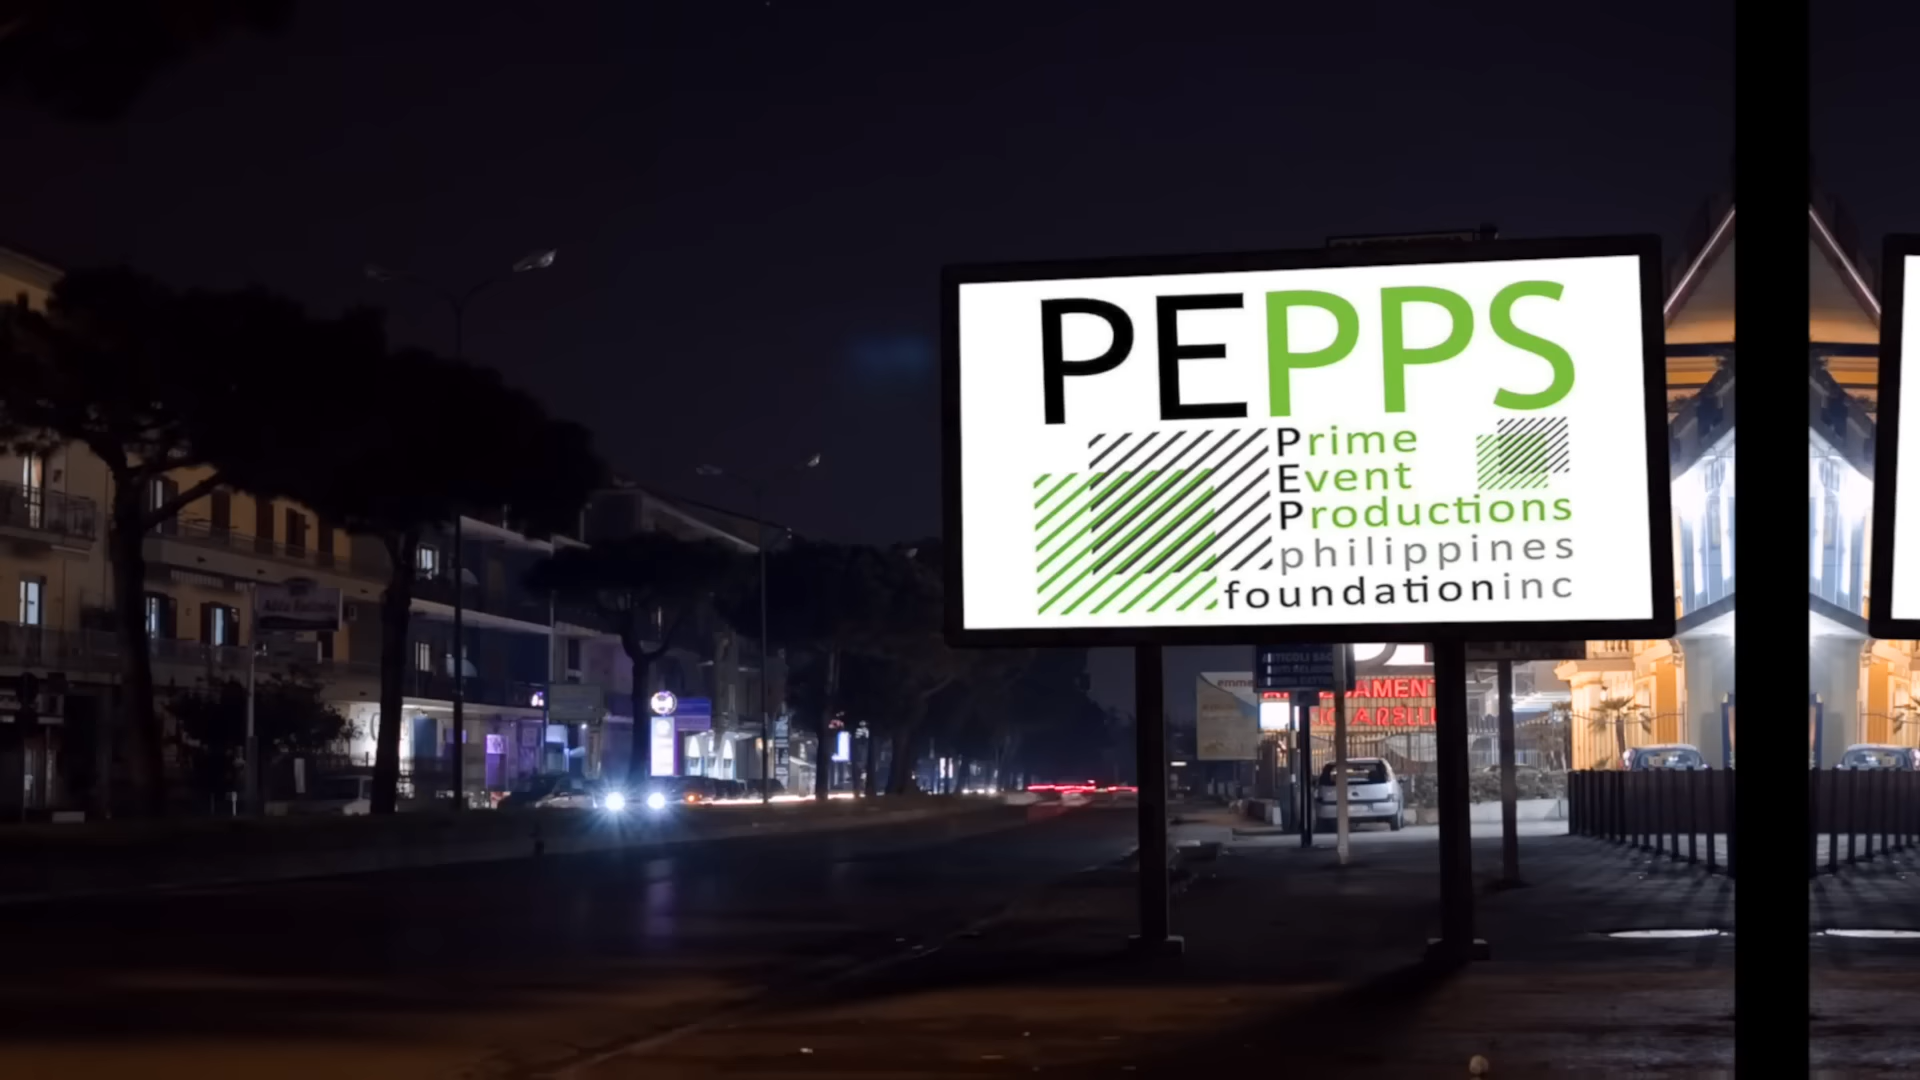 PEPPS
Prime
Event
Productions
philippines
foundationinc